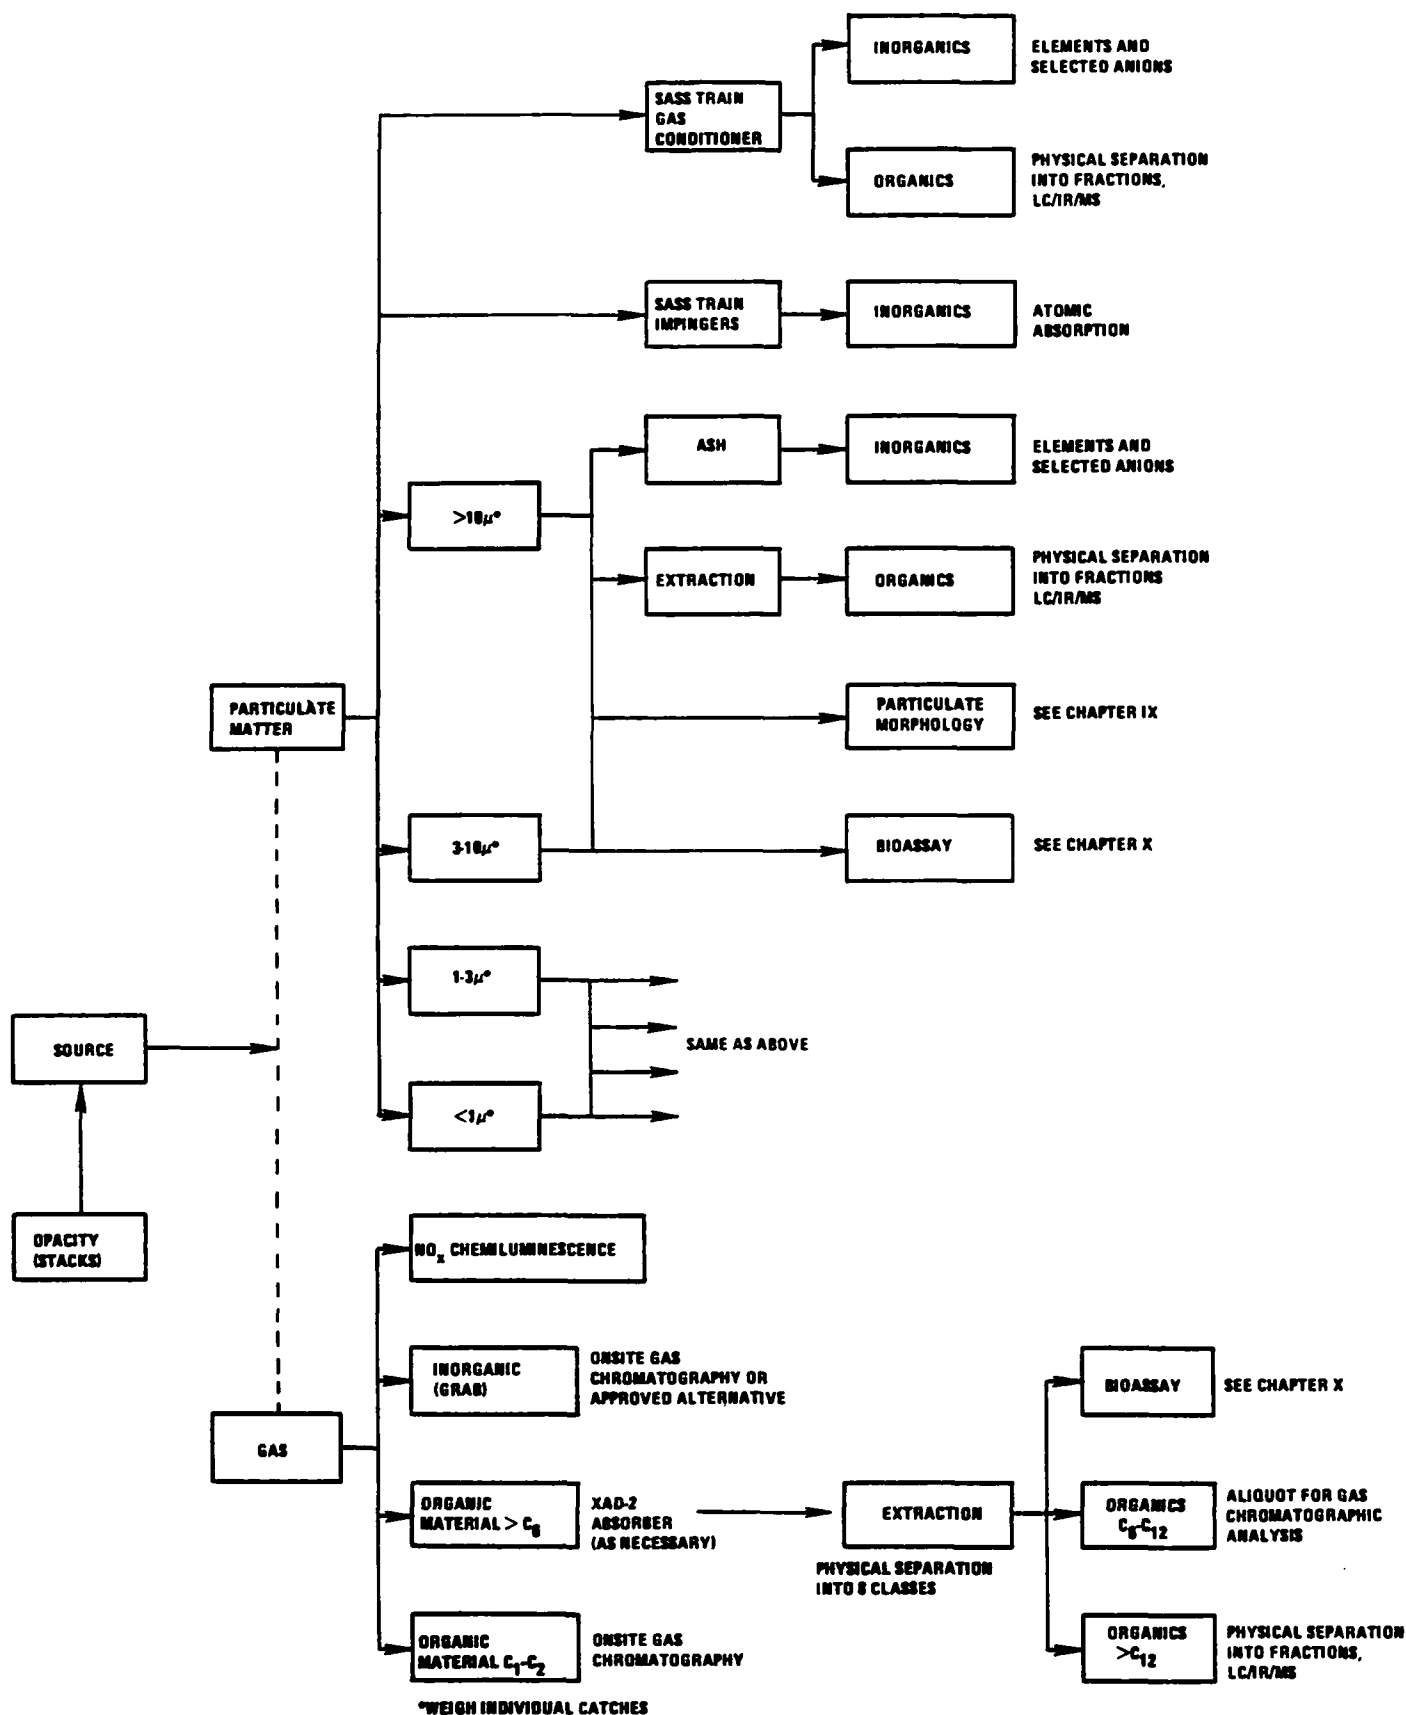 INORGANICS
ELEMENTS AND
SELECTED ANIONS
SASS TRAIN
GAS
CONDITIONER
ORGANICS
PHYSICAL SEPARATION
INTO FRACTIONS,
LC/IR/MS
SASS TRAIN
IMPINGERS
INORGANICS
ATOMIC
ABSORPTION
ASH
INORGANICS
ELEMENTS AND
SELECTED ANIONS
>10μ*
EXTRACTION
ORGANICS
PHYSICAL SEPARATION
INTO FRACTIONS
LC/IR/MS
PARTICULATE
MATTER
PARTICULATE
MORPHOLOGY
SEE CHAPTER IX
3-10μ*
BIOASSAY
SEE CHAPTER X
1-3μ*
SOURCE
SAME AS ABOVE
<1μ*
OPACITY
(STACKS)
NOx CHEMILUMINESCENCE
INORGANIC
(GRAB)
ONSITE GAS
CHROMATOGRAPHY OR
APPROVED ALTERNATIVE
BIOASSAY
SEE CHAPTER X
GAS
ORGANIC
MATERIAL > C6
XAD-2
ABSORBER
(AS NECESSARY)
EXTRACTION
PHYSICAL SEPARATION
INTO 8 CLASSES
ORGANICS
C6-C12
ALIQUOT FOR GAS
CHROMATOGRAPHIC
ANALYSIS
ORGANIC
MATERIAL C1-C2
ONSITE GAS
CHROMATOGRAPHY
ORGANICS
>C12
PHYSICAL SEPARATION
INTO FRACTIONS,
LC/IR/MS
*WEIGH INDIVIDUAL CATCHES